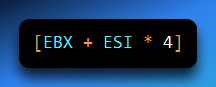 [EBX + ESI * 4]